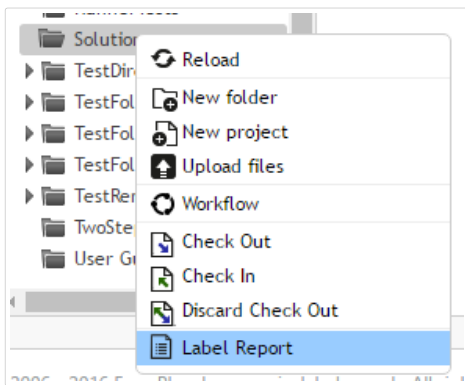 Solution
Reload
TestDir
New folder
TestFol
New project
TestFol
Upload files
TestFol
TestRe
Workflow
TwoSte
Check Out
User Gu
Check In
Discard Check Out
Label Report